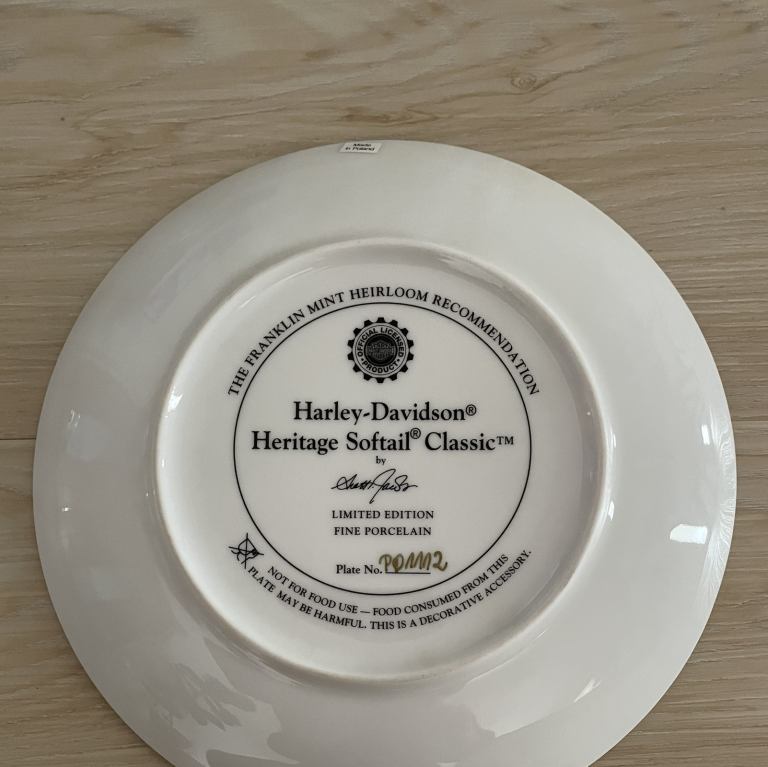 Made
in Poland
THE FRANKLIN MINT HEIRLOOM RECOMMENDATION
OFFICIAL LICENSED
PRODUCT
Harley-Davidson®
Heritage Softail® Classic™
by
LIMITED EDITION
FINE PORCELAIN
Plate No.
NOT FOR FOOD USE — FOOD CONSUMED FROM THIS
PLATE MAY BE HARMFUL. THIS IS A DECORATIVE ACCESSORY.